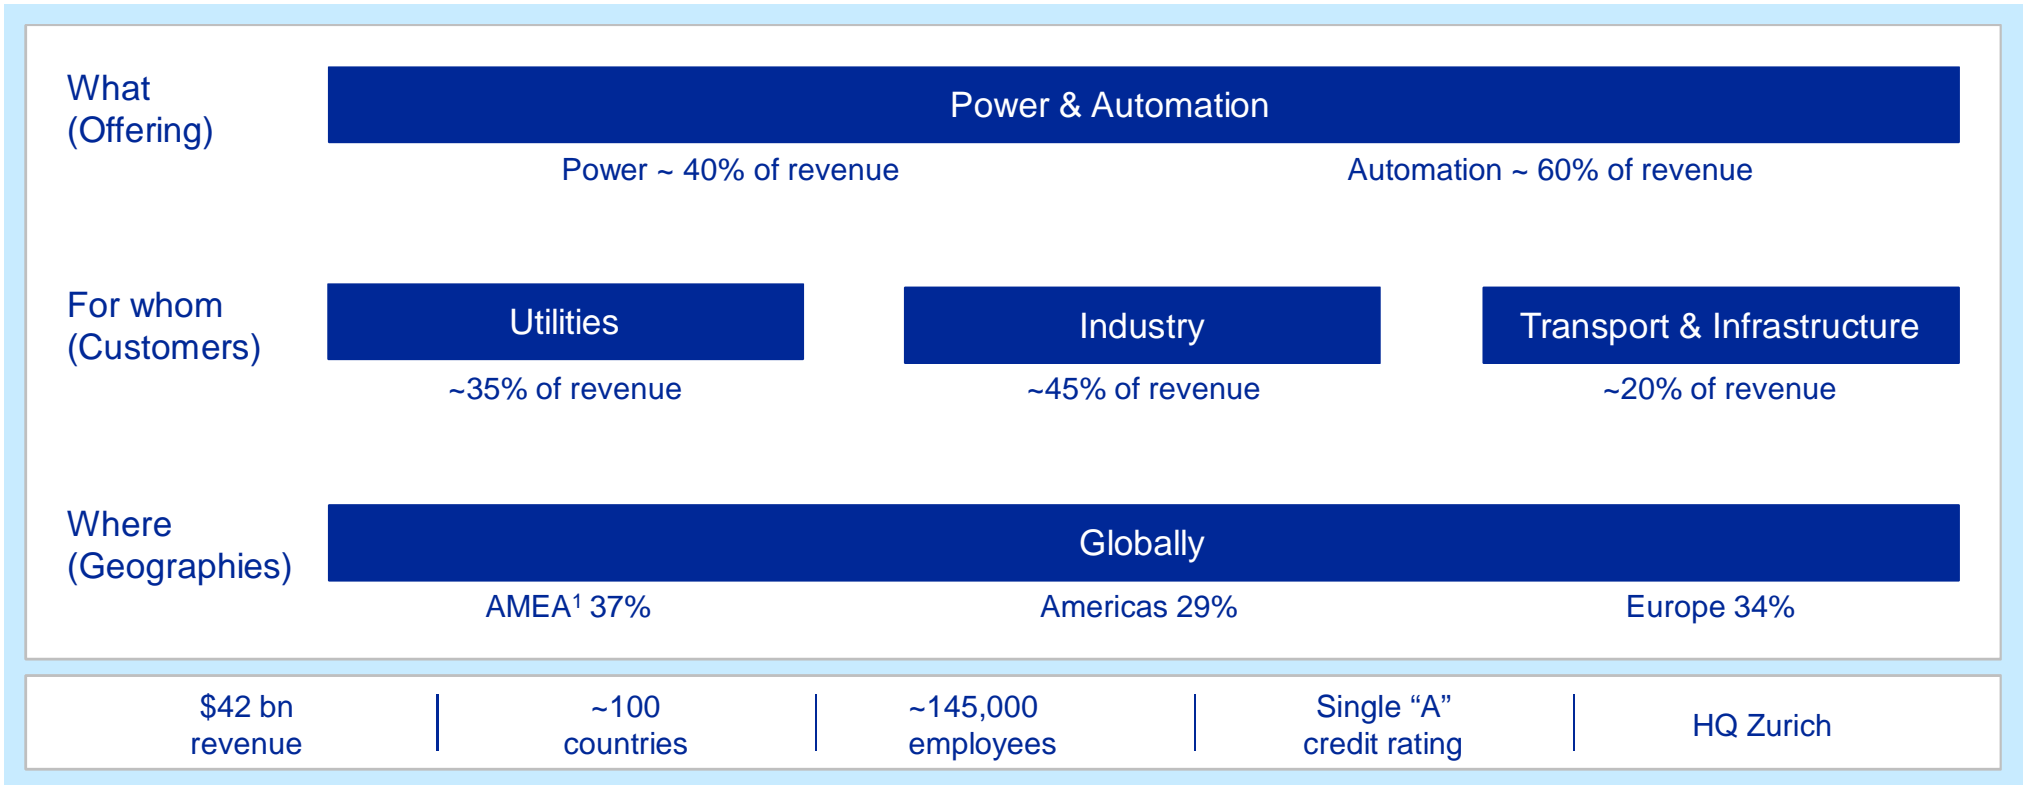 What
(Offering)
Power & Automation
Power ~ 40% of revenue
Automation ~ 60% of revenue
For whom
(Customers)
Utilities
Industry
Transport & Infrastructure
~35% of revenue
~45% of revenue
~20% of revenue
Where
(Geographies)
Globally
AMEA¹ 37%
Americas 29%
Europe 34%
$42 bn
revenue
~100
countries
~145,000
employees
Single “A”
credit rating
HQ Zurich